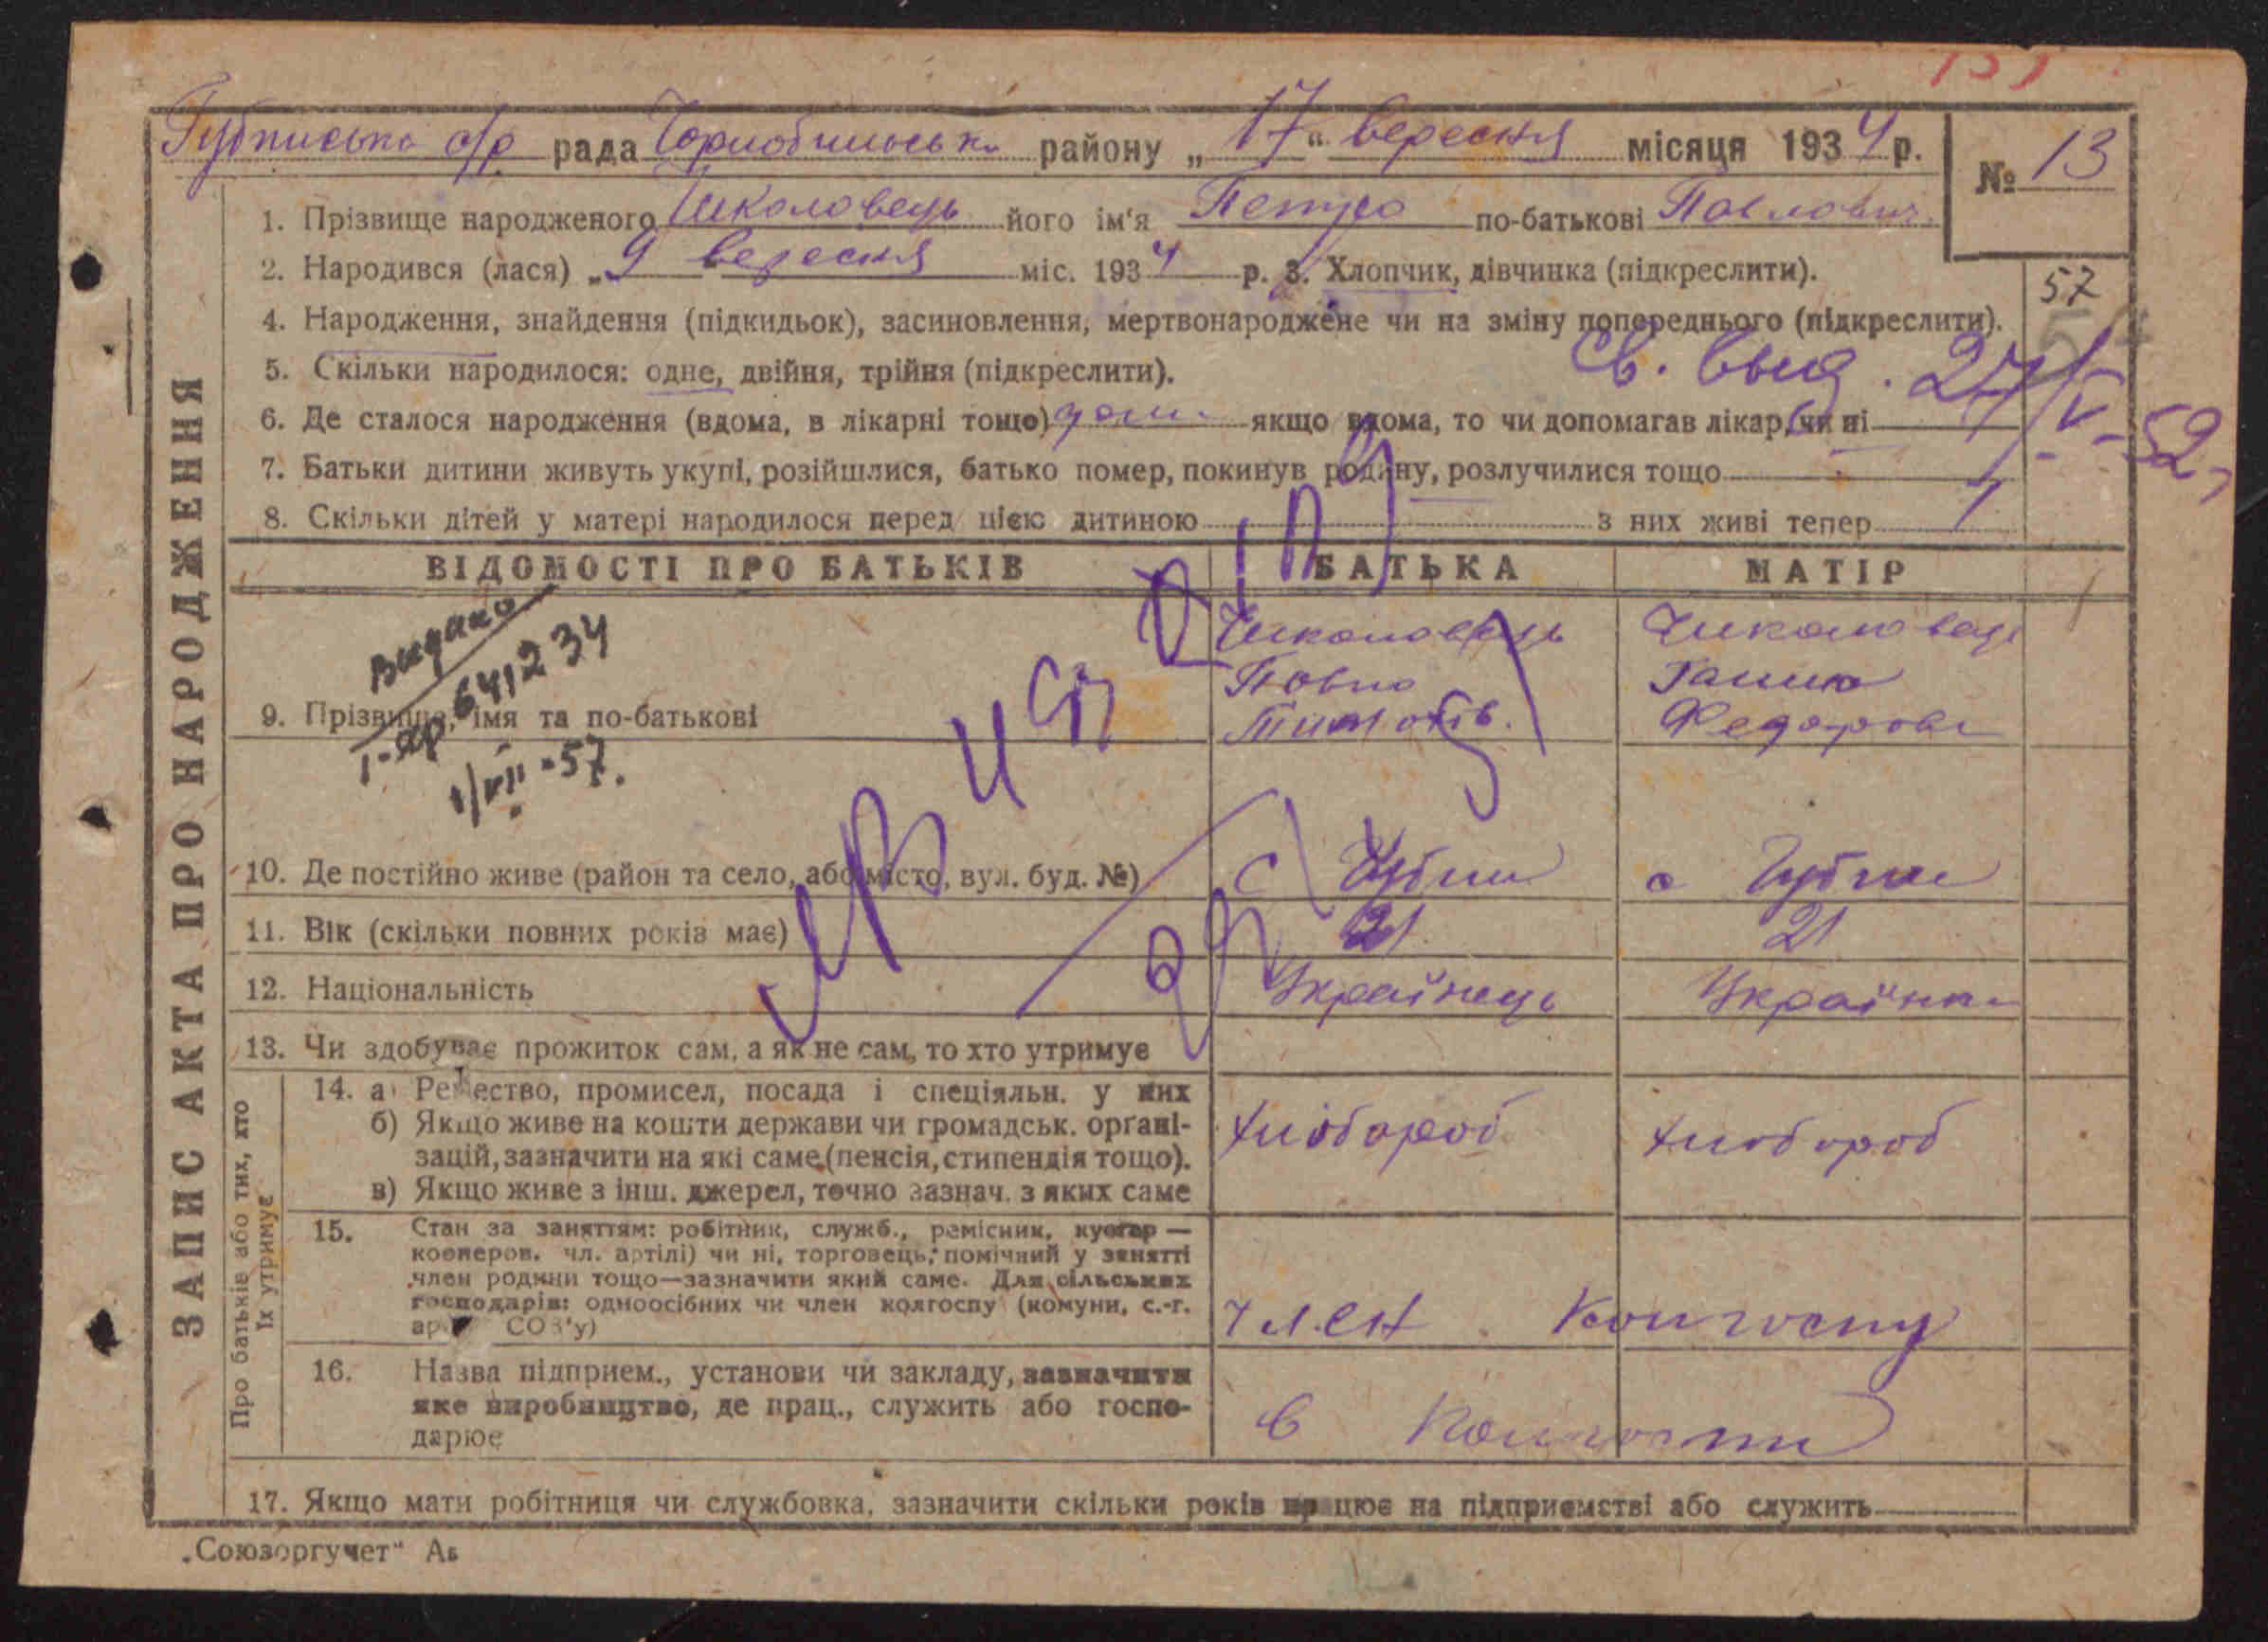 Губинська с/р рада Чорнобильськ. району „ 17 “ вересня місяця 1934 р.
№ 13
1. Прізвище народженого Чиколовець його ім'я Петро по-батькові Павлович.
2. Народився (лася) „ 9 вересня міс. 1934 р. 3. Хлопчик, дівчинка (підкреслити).
57
4. Народження, знайдення (підкидьок), засиновлення, мертвонароджене чи на зміну попереднього (підкреслити).
Св. выд. 27/V-52
5. Скільки народилося: одне, двійня, трійня (підкреслити).
6. Де сталося народження (вдома, в лікарні тощо) дома якщо вдома, то чи допомагав лікар, чи ні
7. Батьки дитини живуть укупі, розійшлися, батько помер, покинув родину, розлучилися тощо
8. Скільки дітей у матері народилося перед цією дитиною з них живі тепер 1
ЗАПИС АКТА ПРО НАРОДЖЕННЯ
ВІДОМОСТІ ПРО БАТЬКІВ БАТЬКА МАТІР
Видано
641234
1/VII-57.
9. Прізвище, імя та по-батькові
Чиколовець
Павло
Тимофів.
Чиколовець
Ганна
Федорова
10. Де постійно живе (район та село, або місто, вул. буд. №) с Губин с Губин
11. Вік (скільки повних років має) 21 21
12. Національність Українець Українка
13. Чи здобуває прожиток сам, а як не сам, то хто утримує
Про батьків або тих, хто їх утримує
14. а) Ремество, промисел, посада і спеціяльн. у них
б) Якщо живе на кошти держави чи громадськ. органі-
зацій, зазначити на які саме (пенсія, стипендія тощо).
в) Якщо живе з інш. джерел, точно зазнач. з яких саме
хлібороб хлібороб
15. Стан за заняттям: робітник, служб., ремісник, кустар —
кооперов. чл. артілі) чи ні, торговець, помічний у занятті
член родини тощо—зазначити який саме. Для сільських
господарів: одноосібних чи член колгоспу (комуни, с.-г.
СОЗ'у)
член колгоспу
16. Назва підприєм., установи чи закладу, зазначити
яке виробництво, де прац., служить або госпо-
дарює
в колгоспі
17. Якщо мати робітниця чи службовка, зазначити скільки років працює на підприємстві або служить
„Союзоргучет“